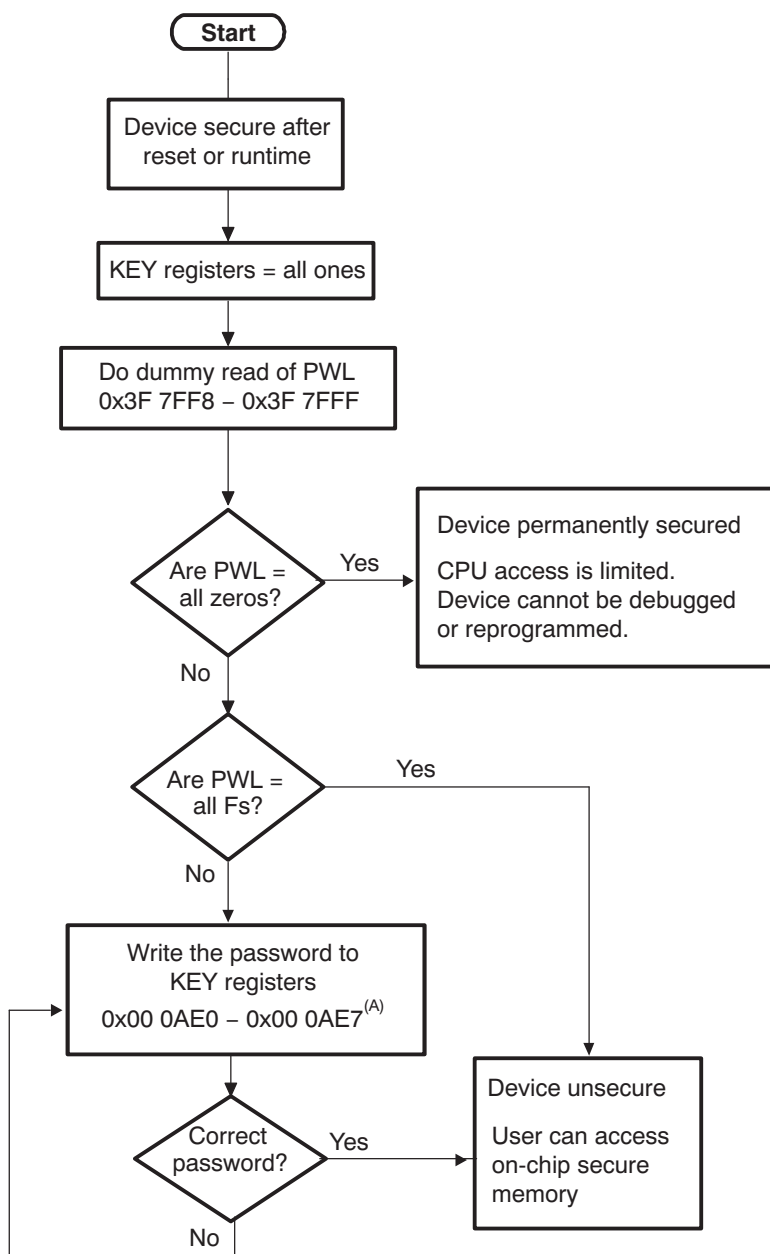 Start
Device secure after
reset or runtime
KEY registers = all ones
Do dummy read of PWL
0x3F 7FF8 − 0x3F 7FFF
Are PWL =
all zeros?
Yes
Device permanently secured
CPU access is limited.
Device cannot be debugged
or reprogrammed.
No
Are PWL =
all Fs?
Yes
No
Write the password to
KEY registers
0x00 0AE0 − 0x00 0AE7(A)
Correct
password?
Yes
Device unsecure
User can access
on-chip secure
memory
No